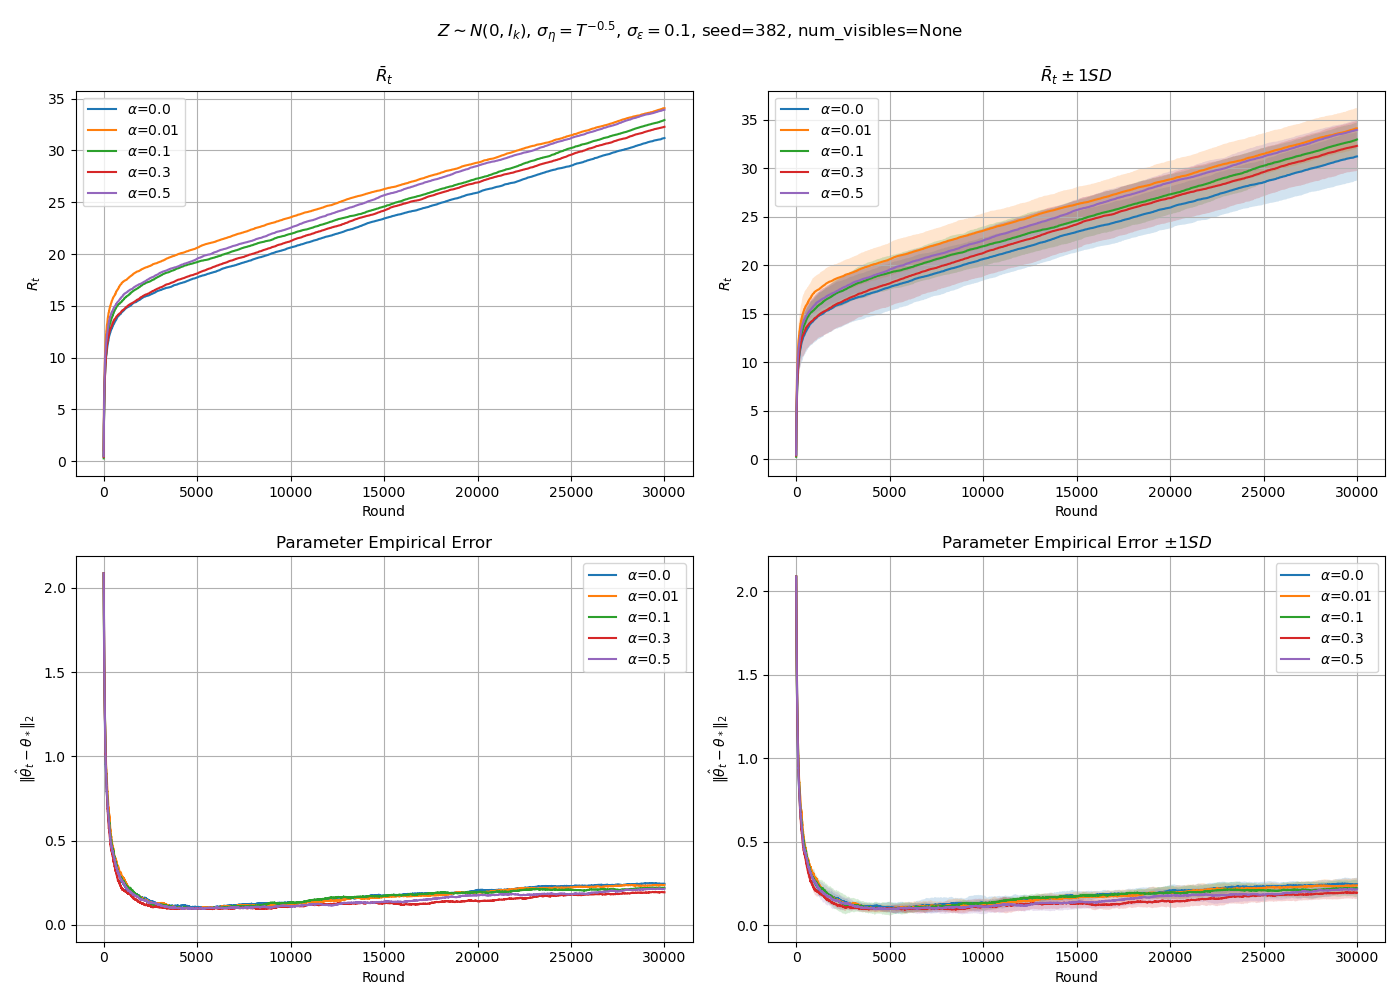 Z ∼ N(0, I_k), σ_η = T^{−0.5}, σ_ε = 0.1, seed=382, num_visibles=None
R̄_t
R_t
35
30
25
20
15
10
5
0
α=0.0
α=0.01
α=0.1
α=0.3
α=0.5
0 5000 10000 15000 20000 25000 30000
Round
R̄_t ± 1SD
R_t
35
30
25
20
15
10
5
0
α=0.0
α=0.01
α=0.1
α=0.3
α=0.5
0 5000 10000 15000 20000 25000 30000
Round
Parameter Empirical Error
‖θ̂_t − θ_*‖_2
2.0
1.5
1.0
0.5
0.0
α=0.0
α=0.01
α=0.1
α=0.3
α=0.5
0 5000 10000 15000 20000 25000 30000
Round
Parameter Empirical Error ±1SD
‖θ̂_t − θ_*‖_2
2.0
1.5
1.0
0.5
0.0
α=0.0
α=0.01
α=0.1
α=0.3
α=0.5
0 5000 10000 15000 20000 25000 30000
Round